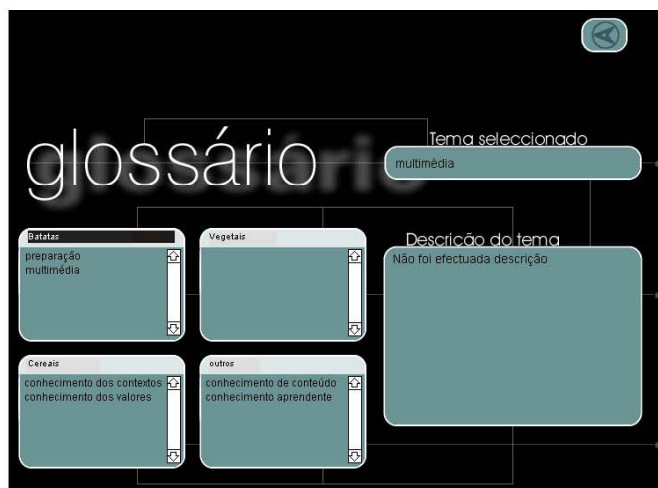 glossário
Tema seleccionado
multimédia
Batatas
preparação
multimédia
Vegetais
Descrição do tema
Não foi efectuada descrição
Cereais
conhecimento dos contextos
conhecimento dos valores
outros
conhecimento de conteúdo
conhecimento aprendente